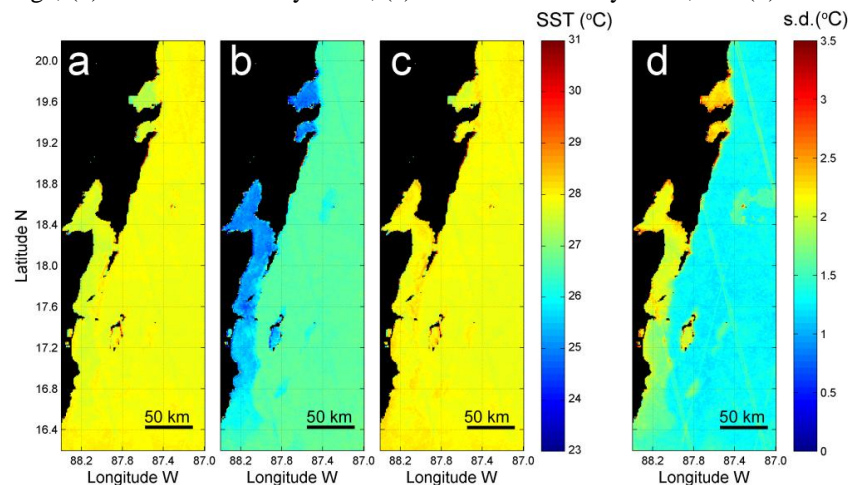 SST (°C)
s.d.(°C)
a
b
c
d
20.0
19.6
19.2
18.8
18.4
18.0
17.6
17.2
16.8
16.4
Latitude N
50 km
50 km
50 km
50 km
88.2 87.8 87.4 87.0
88.2 87.8 87.4 87.0
88.2 87.8 87.4 87.0
88.2 87.8 87.4 87.0
Longitude W
Longitude W
Longitude W
Longitude W
31
30
29
28
27
26
25
24
23
3.5
3
2.5
2
1.5
1
0.5
0